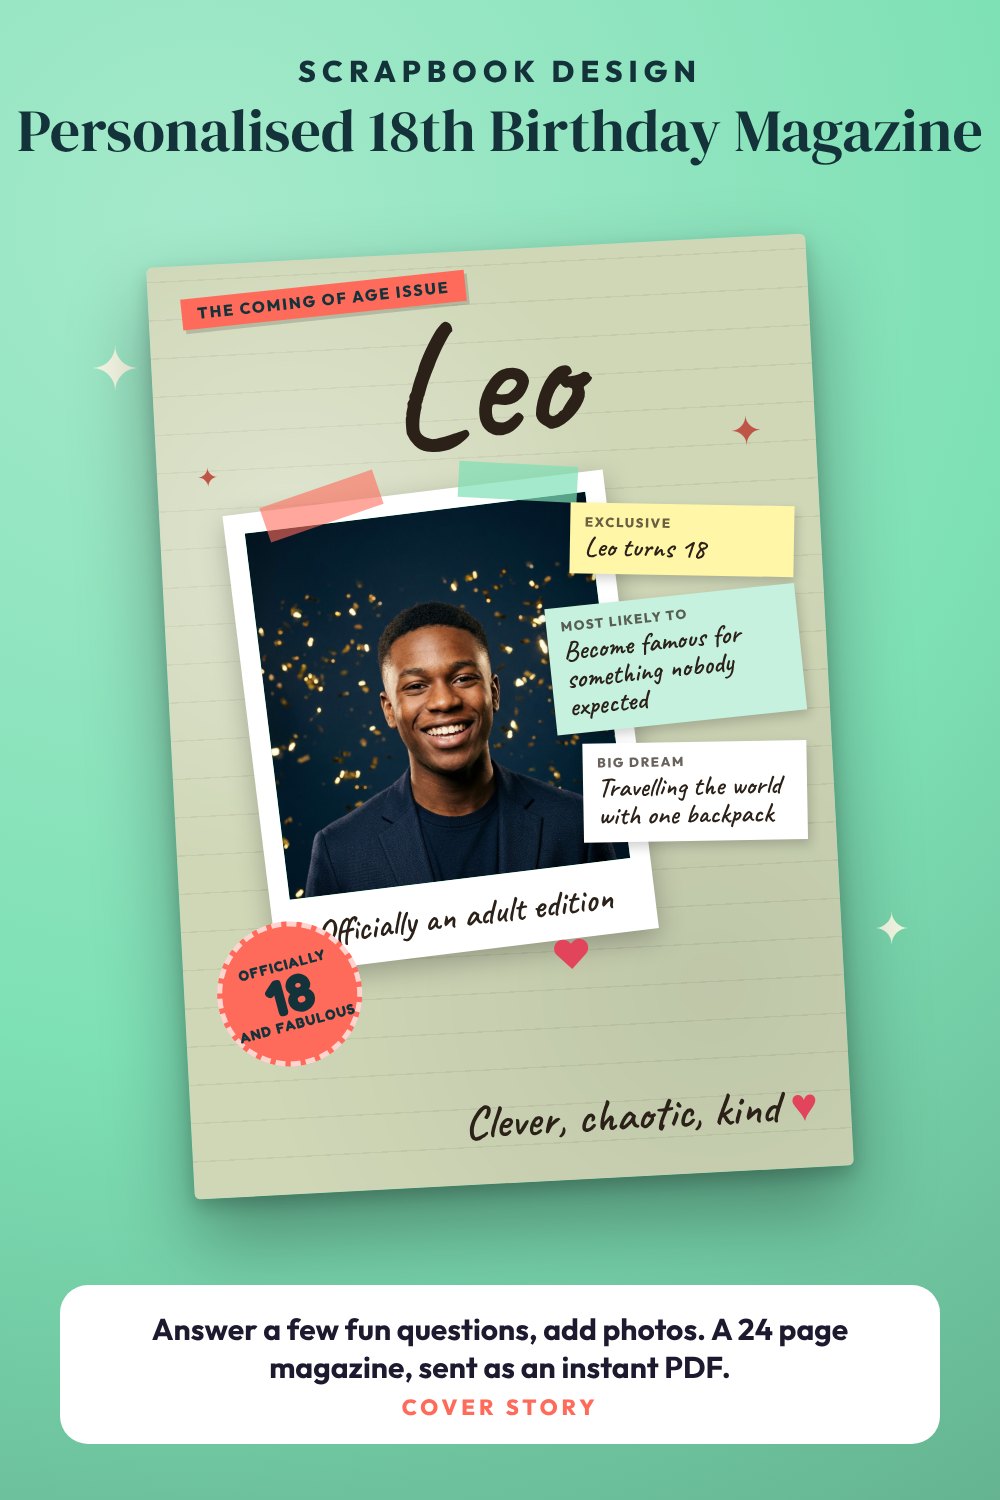 SCRAPBOOK DESIGN
Personalised 18th Birthday Magazine
THE COMING OF AGE ISSUE
Leo
EXCLUSIVE
Leo turns 18
MOST LIKELY TO
Become famous for
something nobody
expected
BIG DREAM
Travelling the world
with one backpack
Officially an adult edition
OFFICIALLY
18
AND FABULOUS
Clever, chaotic, kind ♥
Answer a few fun questions, add photos. A 24 page
magazine, sent as an instant PDF.
COVER STORY